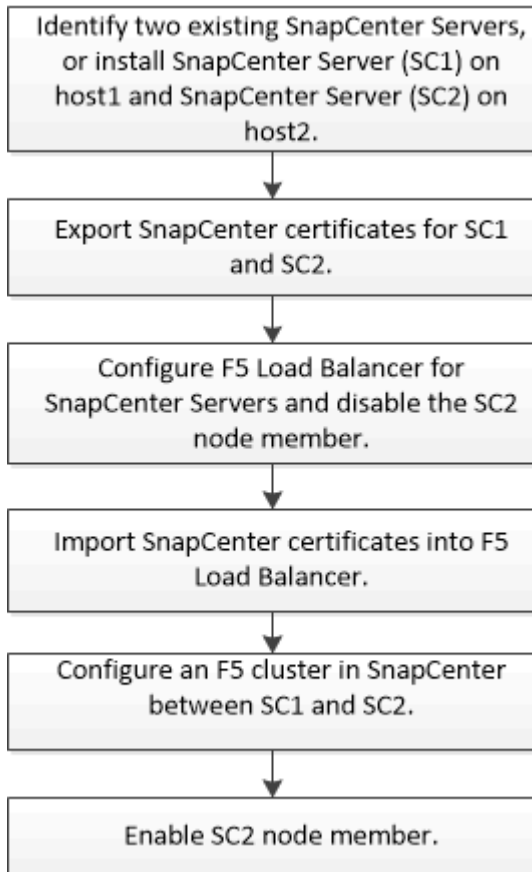 Identify two existing SnapCenter Servers,
or install SnapCenter Server (SC1) on
host1 and SnapCenter Server (SC2) on
host2.
Export SnapCenter certificates for SC1
and SC2.
Configure F5 Load Balancer for
SnapCenter Servers and disable the SC2
node member.
Import SnapCenter certificates into F5
Load Balancer.
Configure an F5 cluster in SnapCenter
between SC1 and SC2.
Enable SC2 node member.